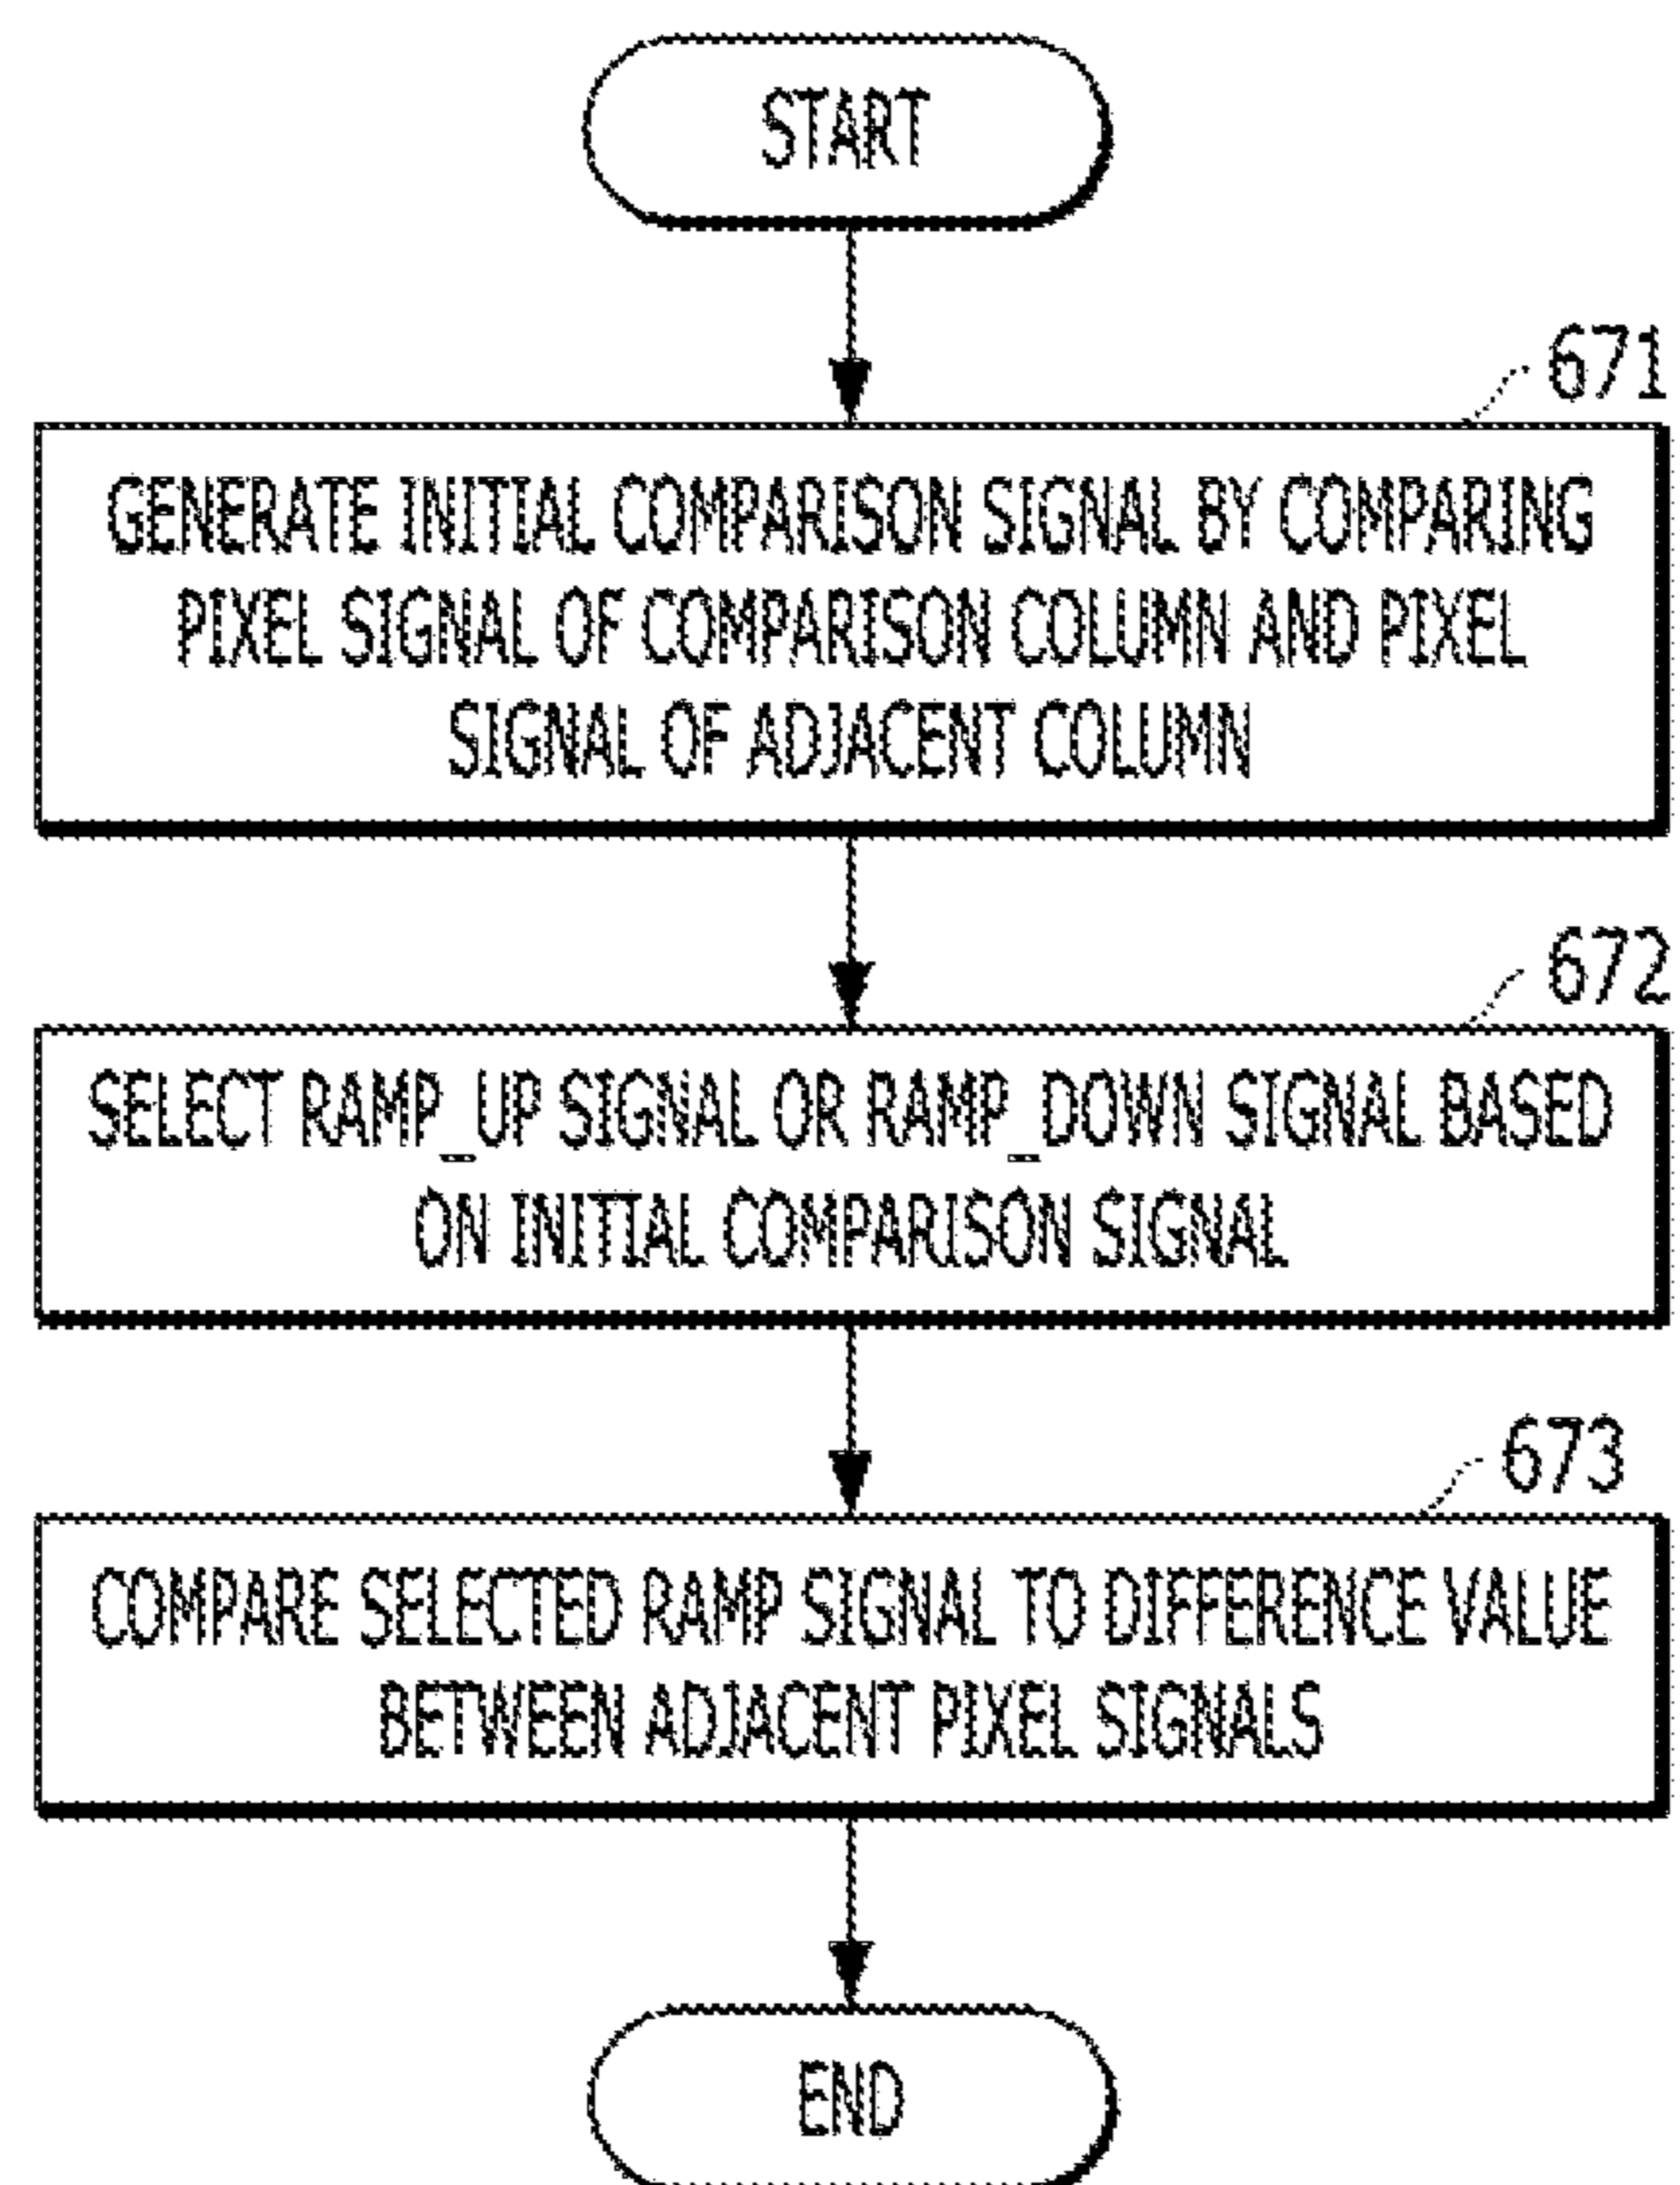 START
671
GENERATE INITIAL COMPARISON SIGNAL BY COMPARING
PIXEL SIGNAL OF COMPARISON COLUMN AND PIXEL
SIGNAL OF ADJACENT COLUMN
672
SELECT RAMP_UP SIGNAL OR RAMP_DOWN SIGNAL BASED
ON INITIAL COMPARISON SIGNAL
673
COMPARE SELECTED RAMP SIGNAL TO DIFFERENCE VALUE
BETWEEN ADJACENT PIXEL SIGNALS
END